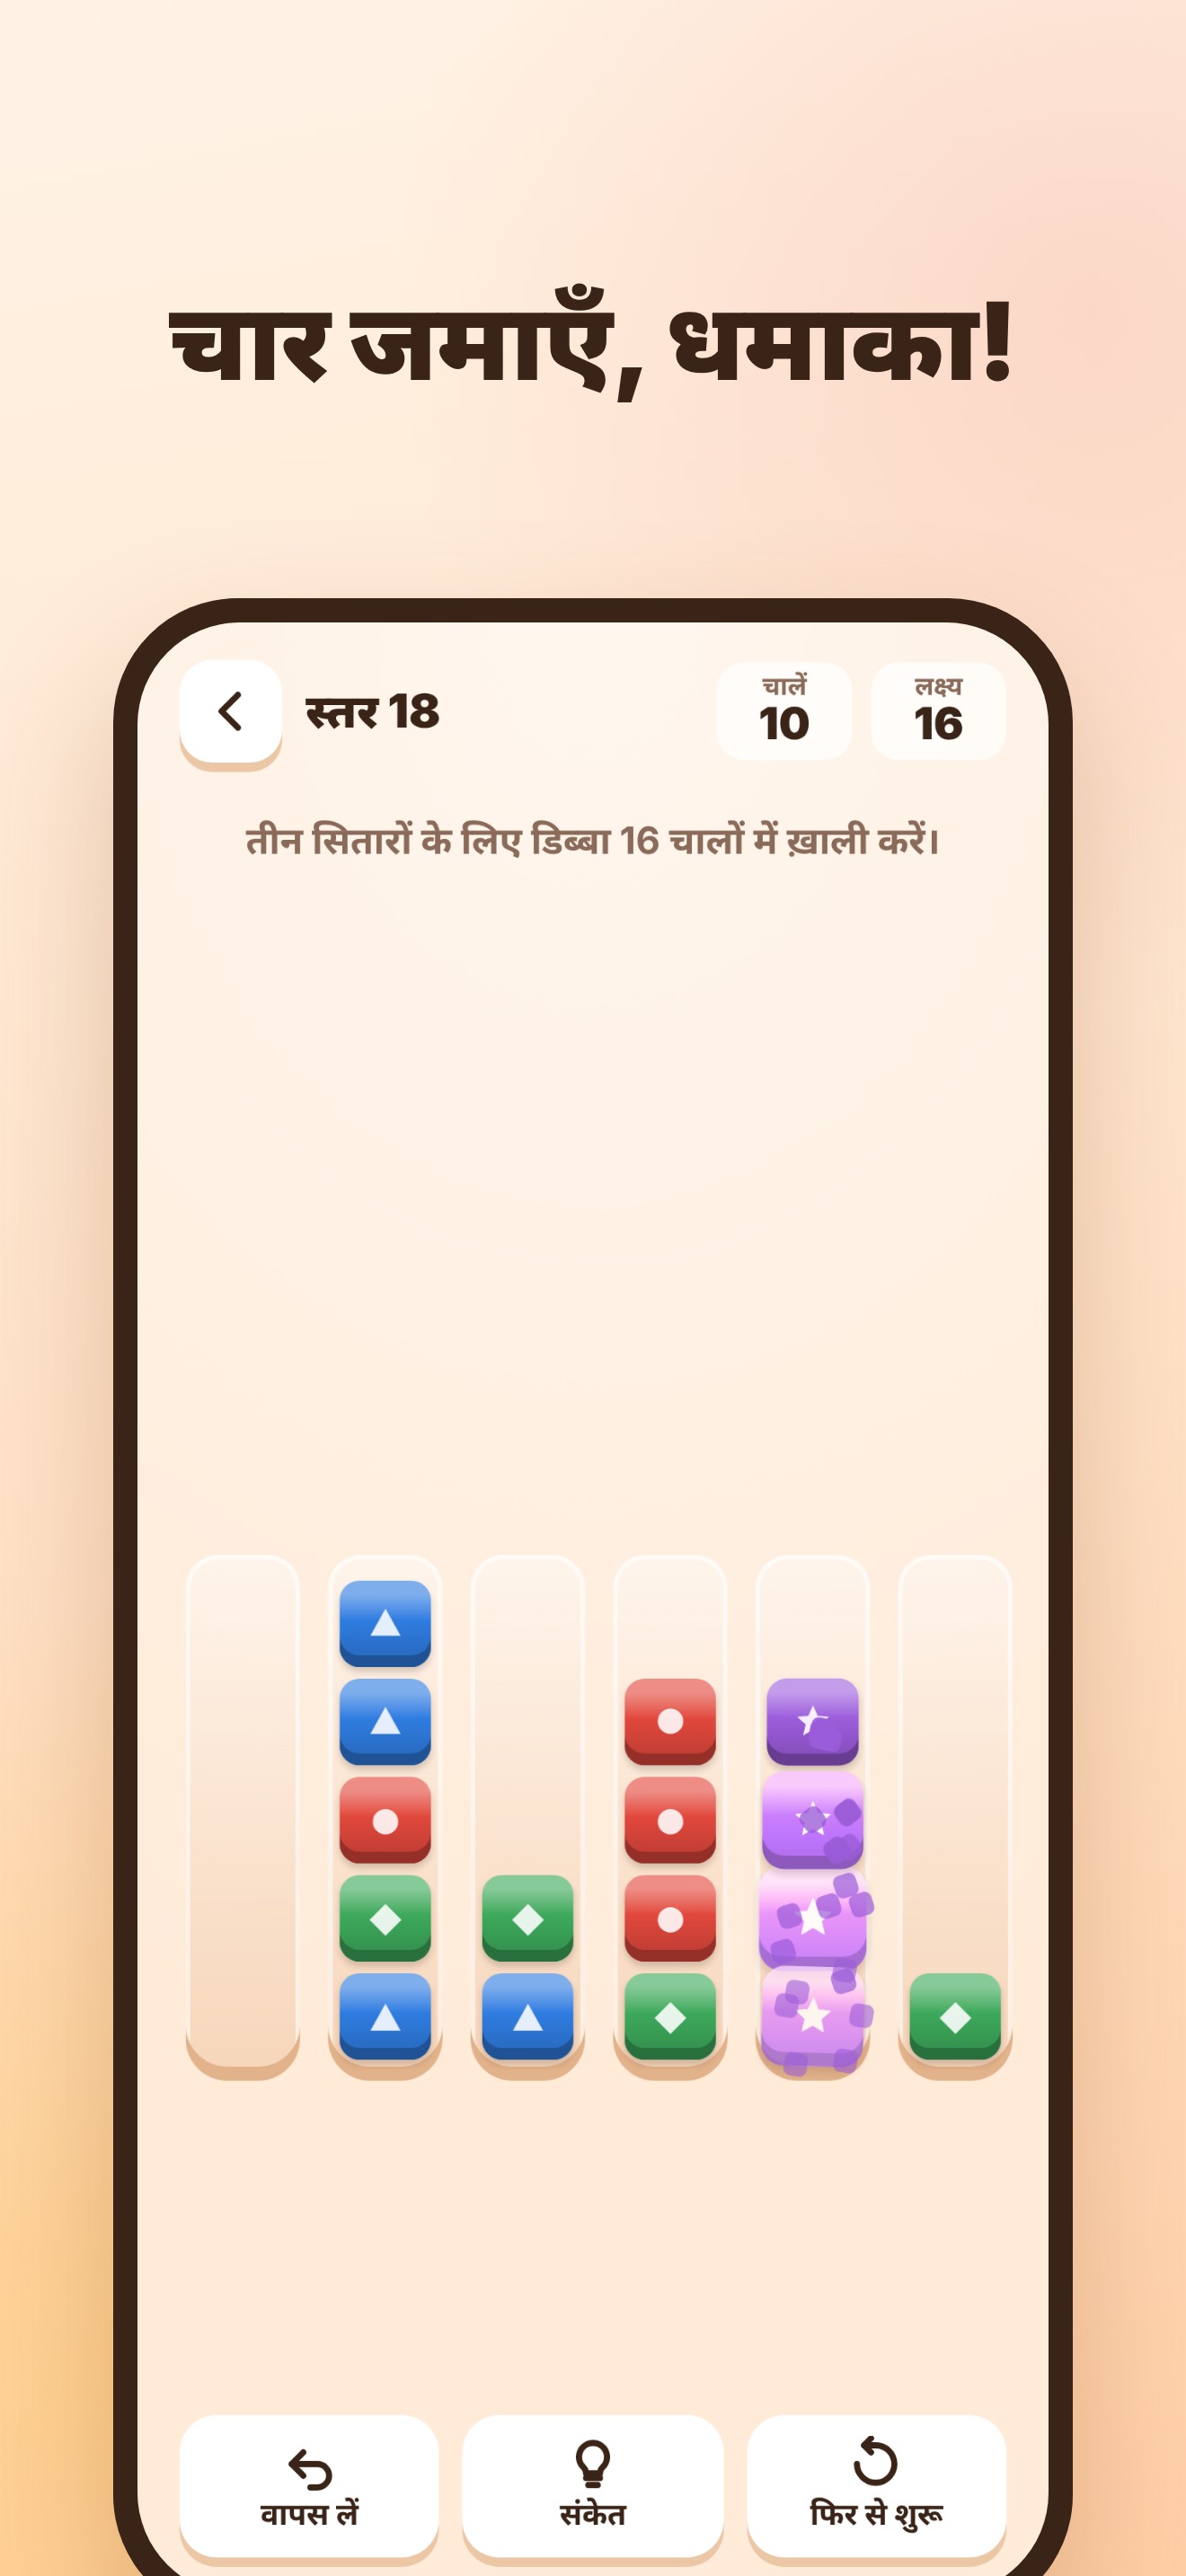 चार जमाएँ, धमाका!
स्तर 18
चालें
10
लक्ष्य
16
तीन सितारों के लिए डिब्बा 16 चालों में ख़ाली करें।
वापस लें
संकेत
फिर से शुरू